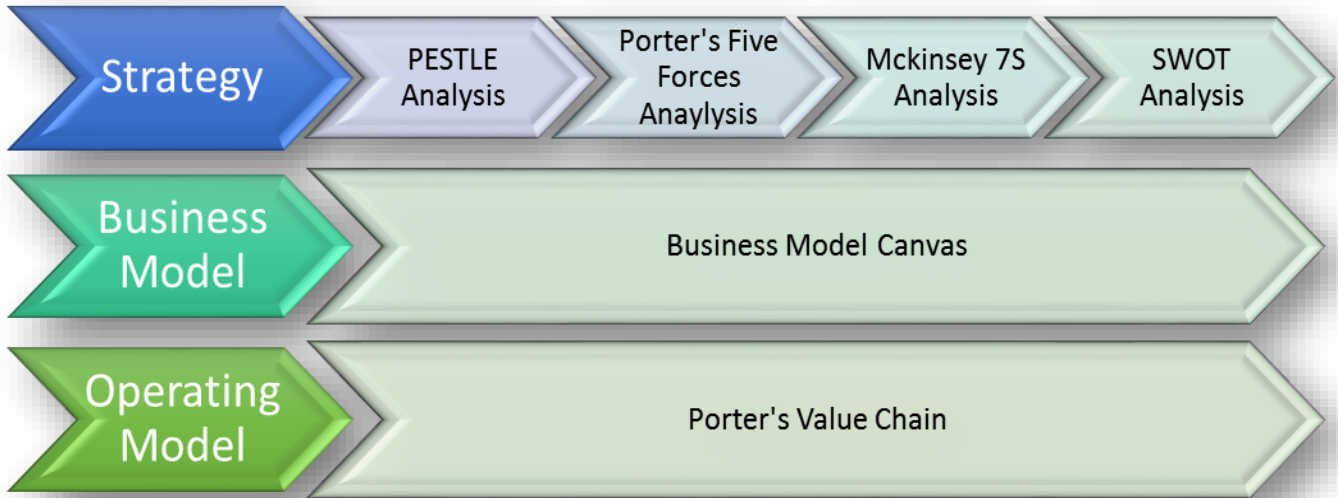 Strategy
PESTLE
Analysis
Porter's Five
Forces
Anaylysis
Mckinsey 7S
Analysis
SWOT
Analysis
Business
Model
Business Model Canvas
Operating
Model
Porter's Value Chain